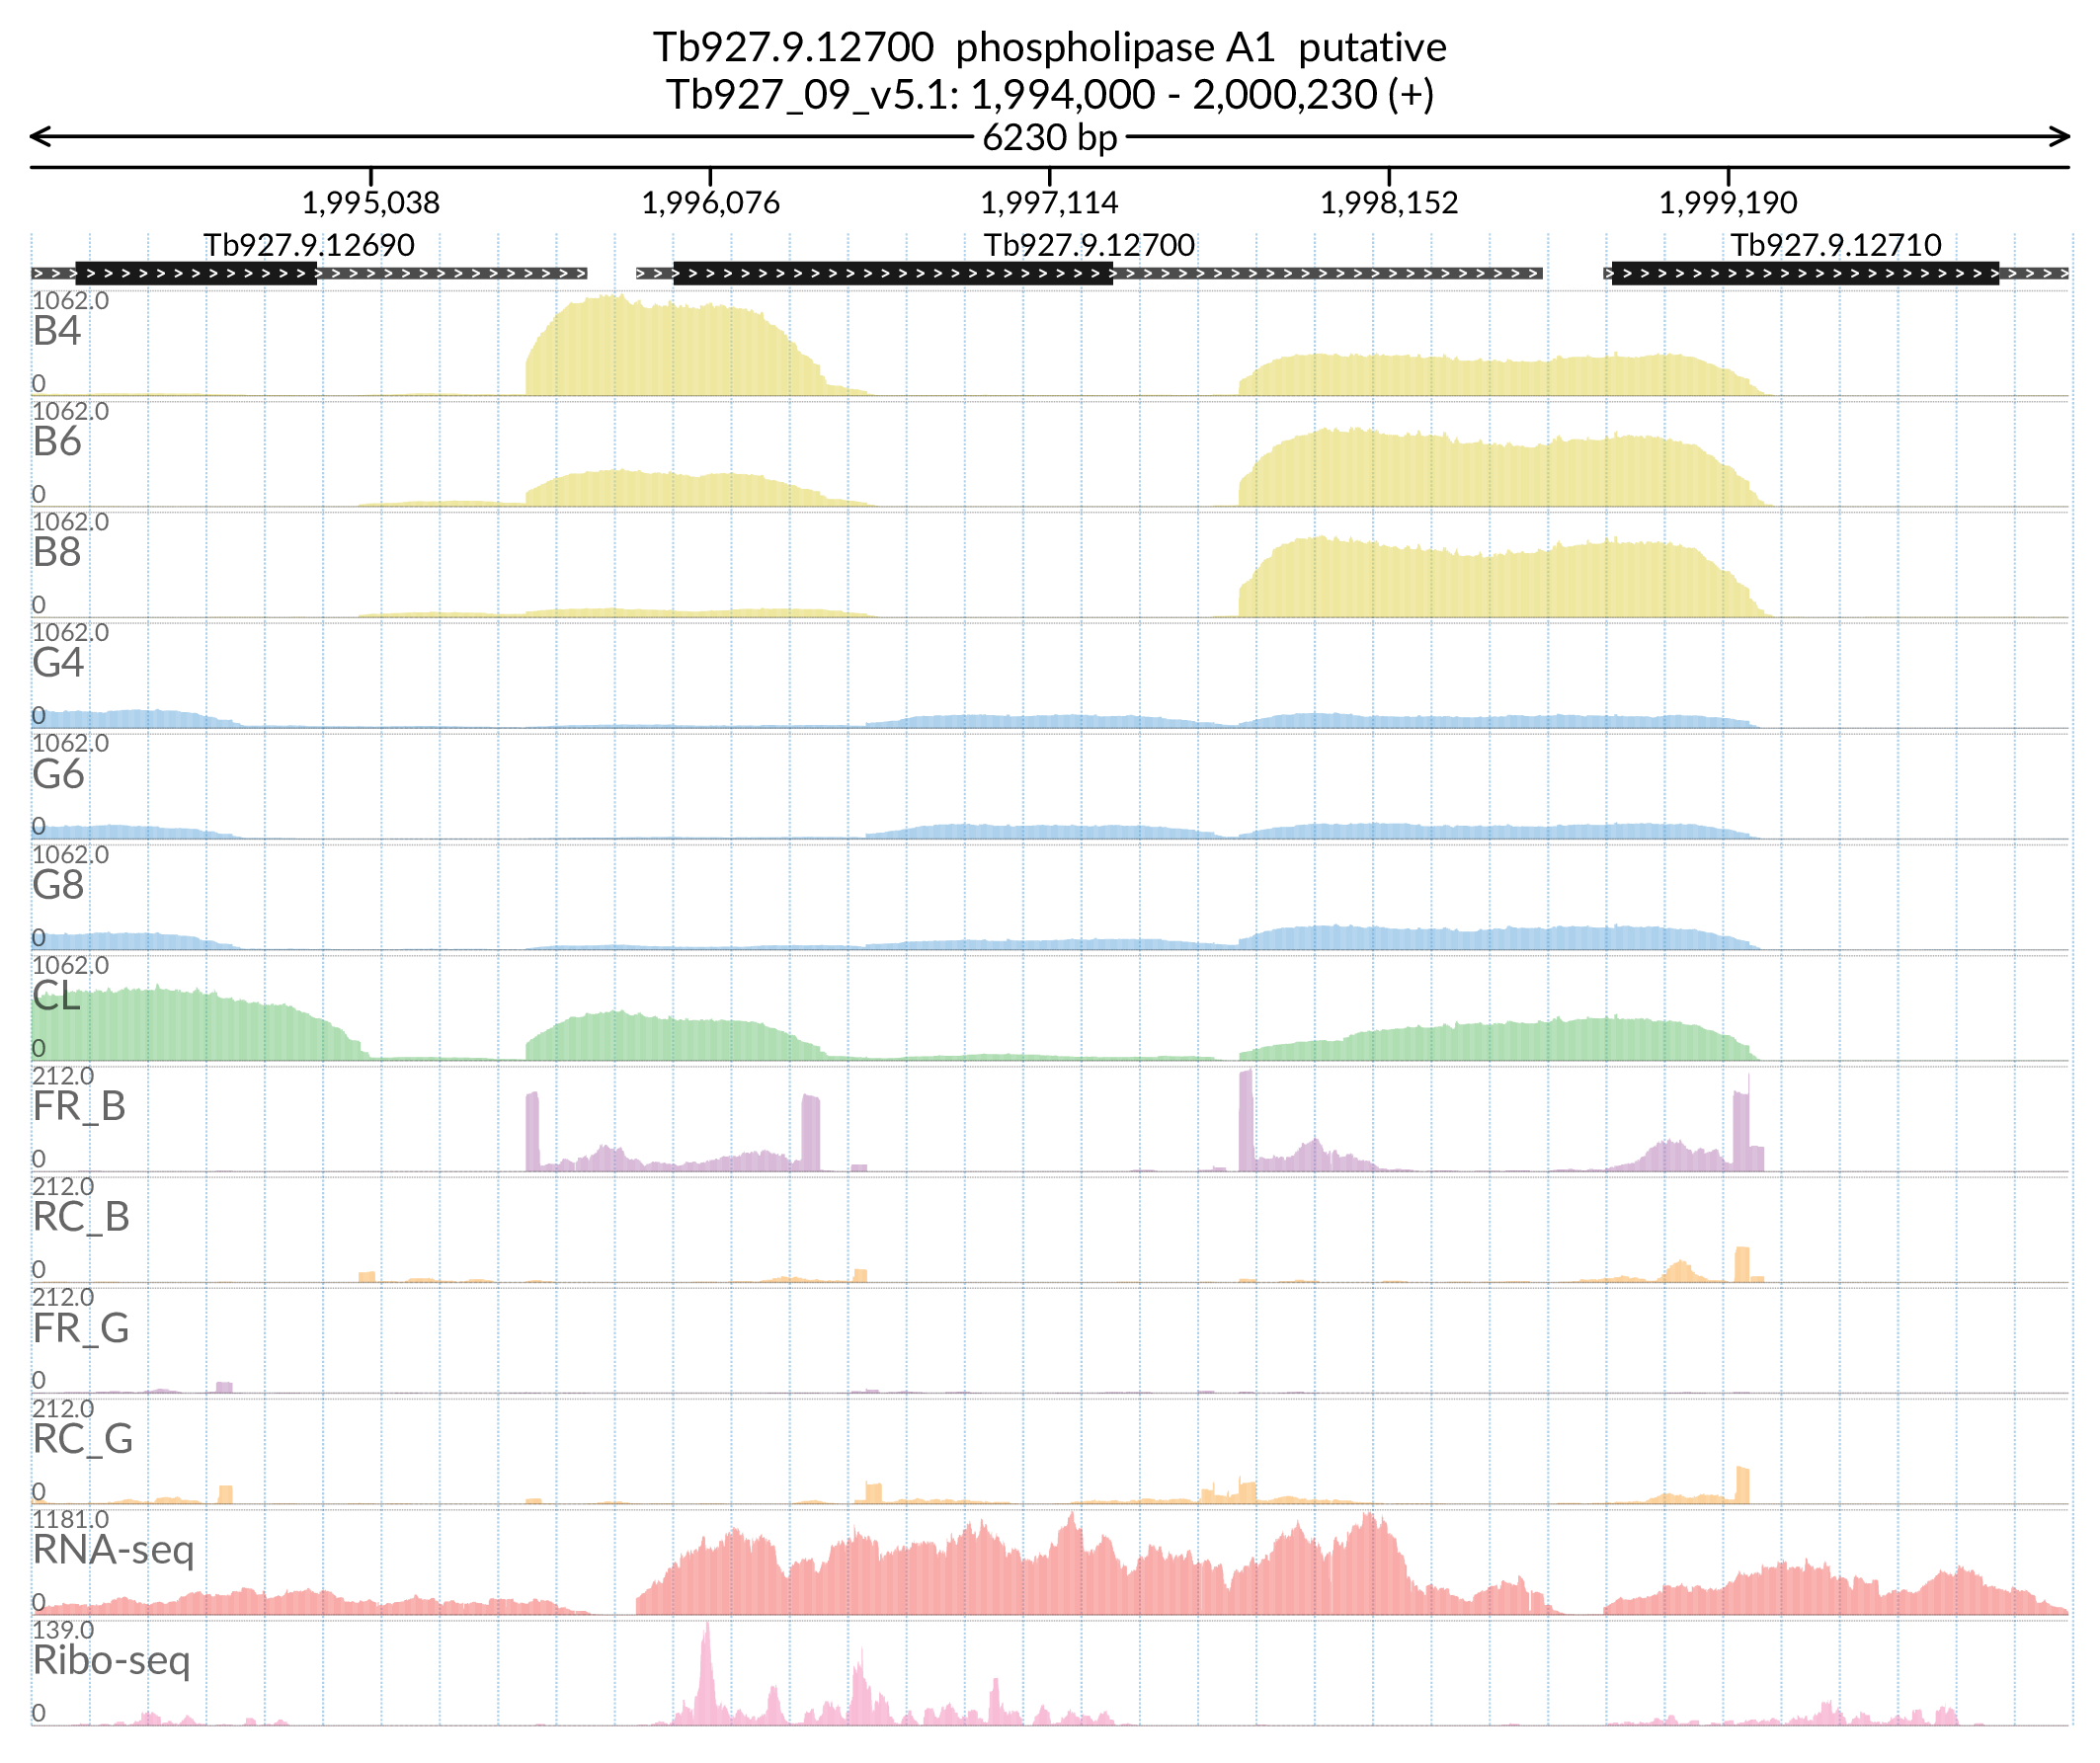 Tb927.9.12700 phospholipase A1 putative
Tb927_09_v5.1: 1,994,000 - 2,000,230 (+)
6230 bp
1,995,038 1,996,076 1,997,114 1,998,152 1,999,190
Tb927.9.12690 Tb927.9.12700 Tb927.9.12710
1062.0
B4
0
1062.0
B6
0
1062.0
B8
0
1062.0
G4
0
1062.0
G6
0
1062.0
G8
0
1062.0
CL
0
212.0
FR_B
0
212.0
RC_B
0
212.0
FR_G
0
212.0
RC_G
0
1181.0
RNA-seq
0
139.0
Ribo-seq
0